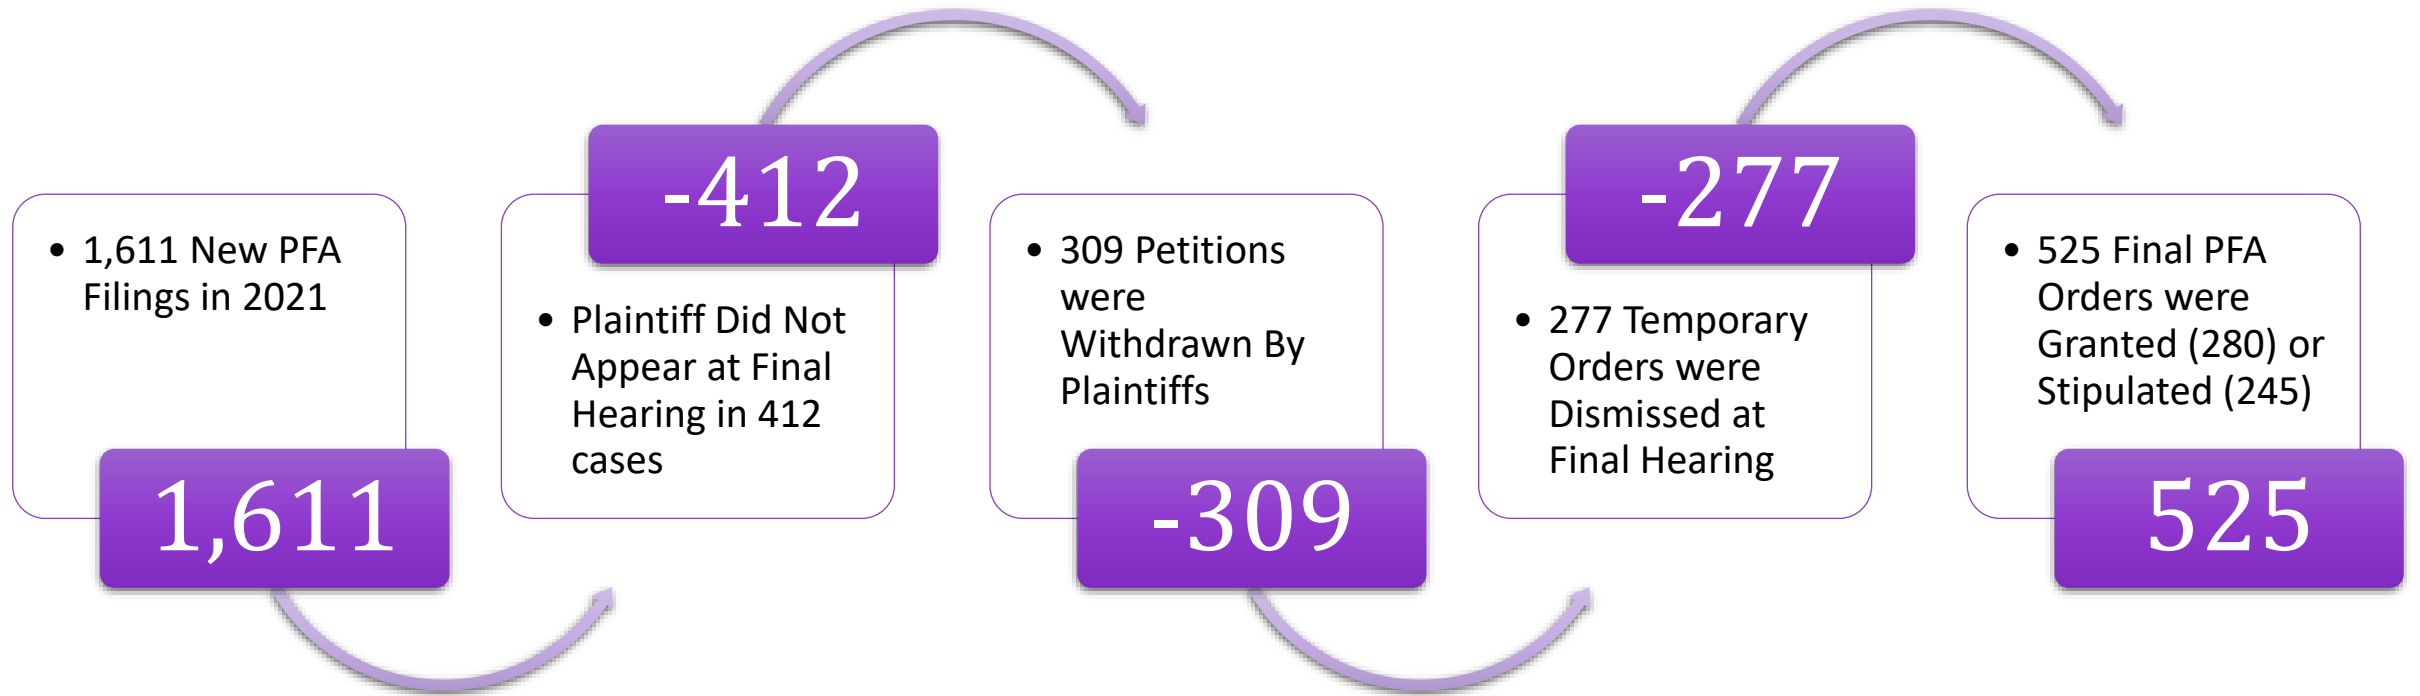 • 1,611 New PFA
Filings in 2021
1,611
-412
• Plaintiff Did Not
Appear at Final
Hearing in 412
cases
• 309 Petitions
were
Withdrawn By
Plaintiffs
-309
-277
• 277 Temporary
Orders were
Dismissed at
Final Hearing
• 525 Final PFA
Orders were
Granted (280) or
Stipulated (245)
525